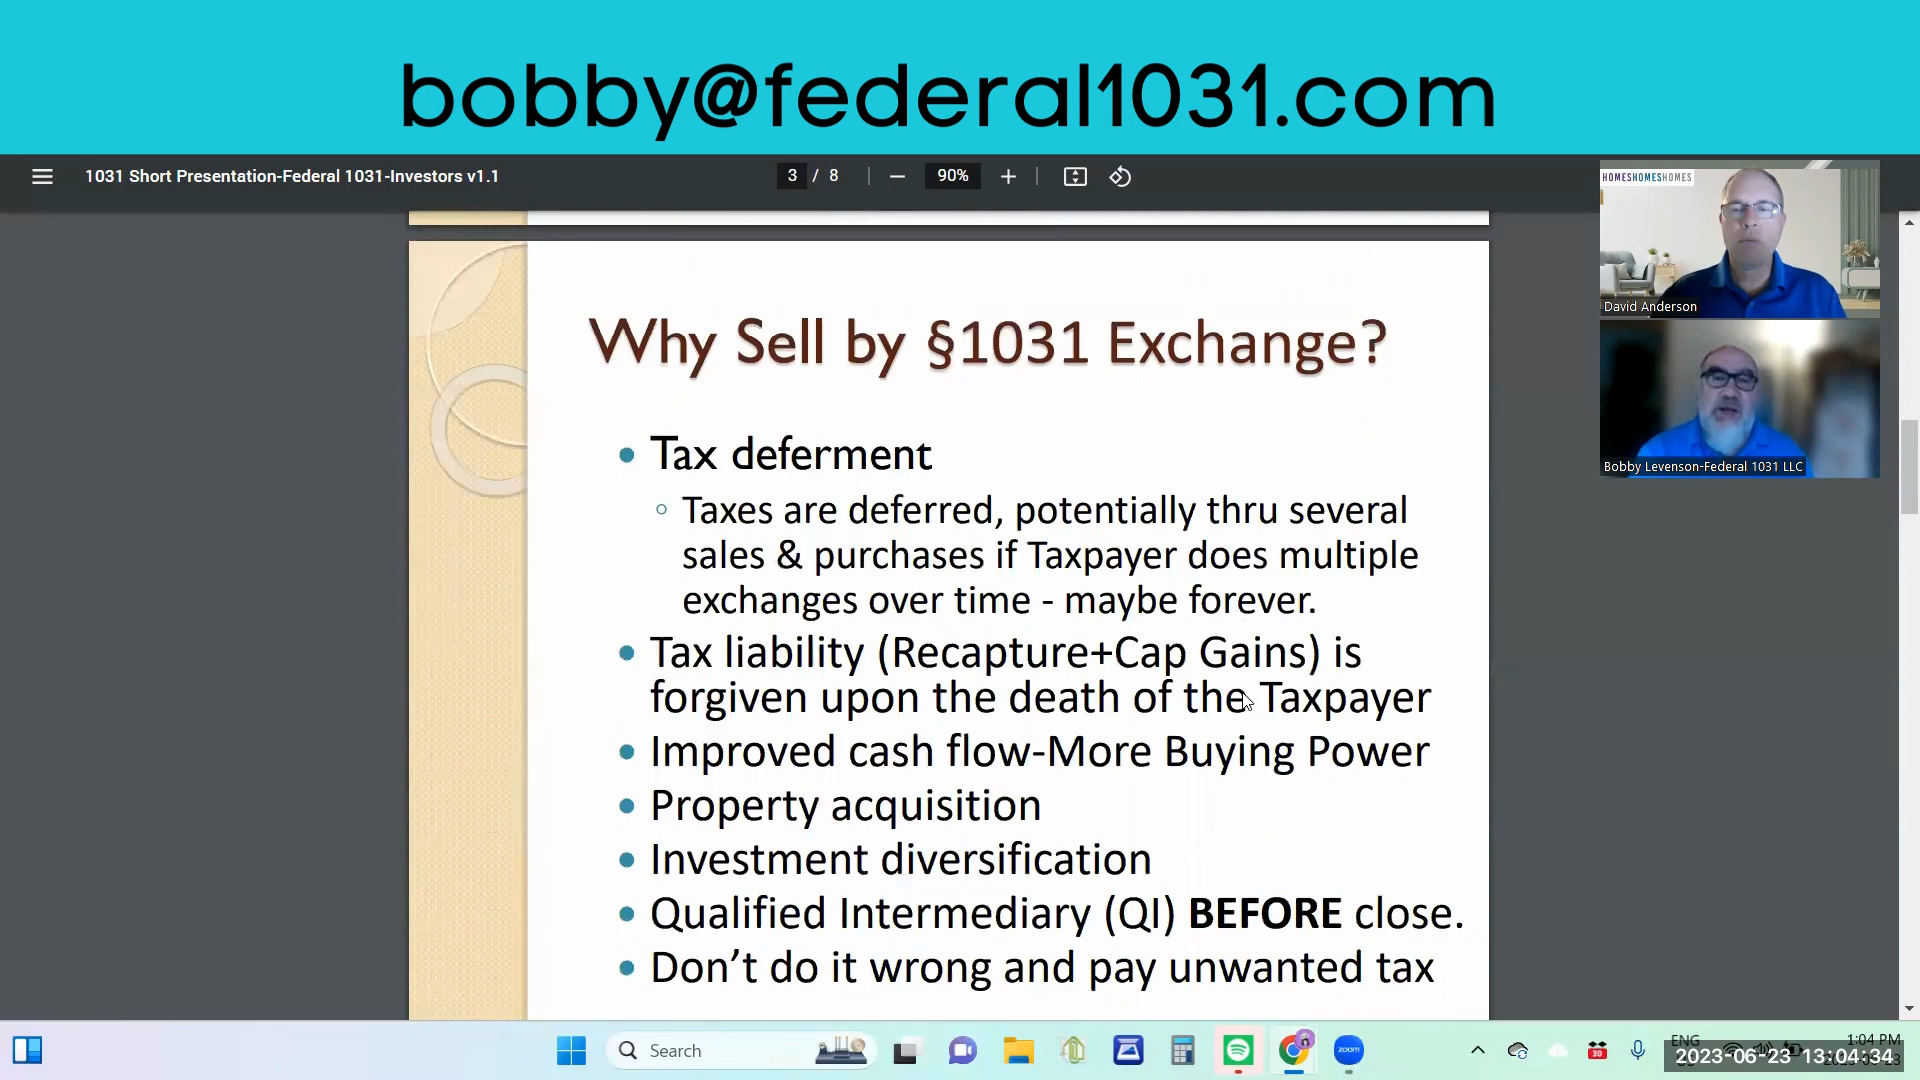 bobby@federal1031.com
1031 Short Presentation-Federal 1031-Investors v1.1
3 / 8
90%
HOMESHOMESHOMES
David Anderson
Bobby Levenson-Federal 1031 LLC
Why Sell by §1031 Exchange?
• Tax deferment
◦ Taxes are deferred, potentially thru several
sales & purchases if Taxpayer does multiple
exchanges over time - maybe forever.
• Tax liability (Recapture+Cap Gains) is
forgiven upon the death of the Taxpayer
• Improved cash flow-More Buying Power
• Property acquisition
• Investment diversification
• Qualified Intermediary (QI) BEFORE close.
• Don't do it wrong and pay unwanted tax
Search
zoom
30
ENG
1:04 PM
2023-06-23 13:04:34